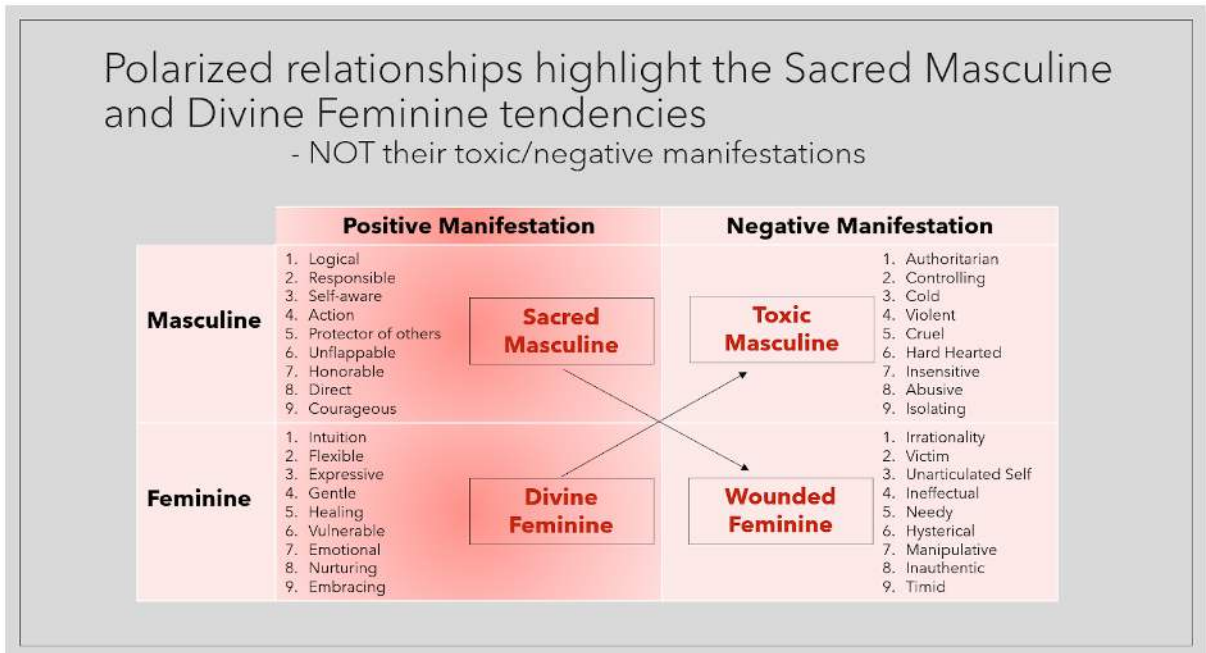 Polarized relationships highlight the Sacred Masculine
and Divine Feminine tendencies
- NOT their toxic/negative manifestations
Positive Manifestation
Negative Manifestation
Masculine
1. Logical
2. Responsible
3. Self-aware
4. Action
5. Protector of others
6. Unflappable
7. Honorable
8. Direct
9. Courageous
Sacred
Masculine
Toxic
Masculine
1. Authoritarian
2. Controlling
3. Cold
4. Violent
5. Cruel
6. Hard Hearted
7. Insensitive
8. Abusive
9. Isolating
Feminine
1. Intuition
2. Flexible
3. Expressive
4. Gentle
5. Healing
6. Vulnerable
7. Emotional
8. Nurturing
9. Embracing
Divine
Feminine
Wounded
Feminine
1. Irrationality
2. Victim
3. Unarticulated Self
4. Ineffectual
5. Needy
6. Hysterical
7. Manipulative
8. Inauthentic
9. Timid